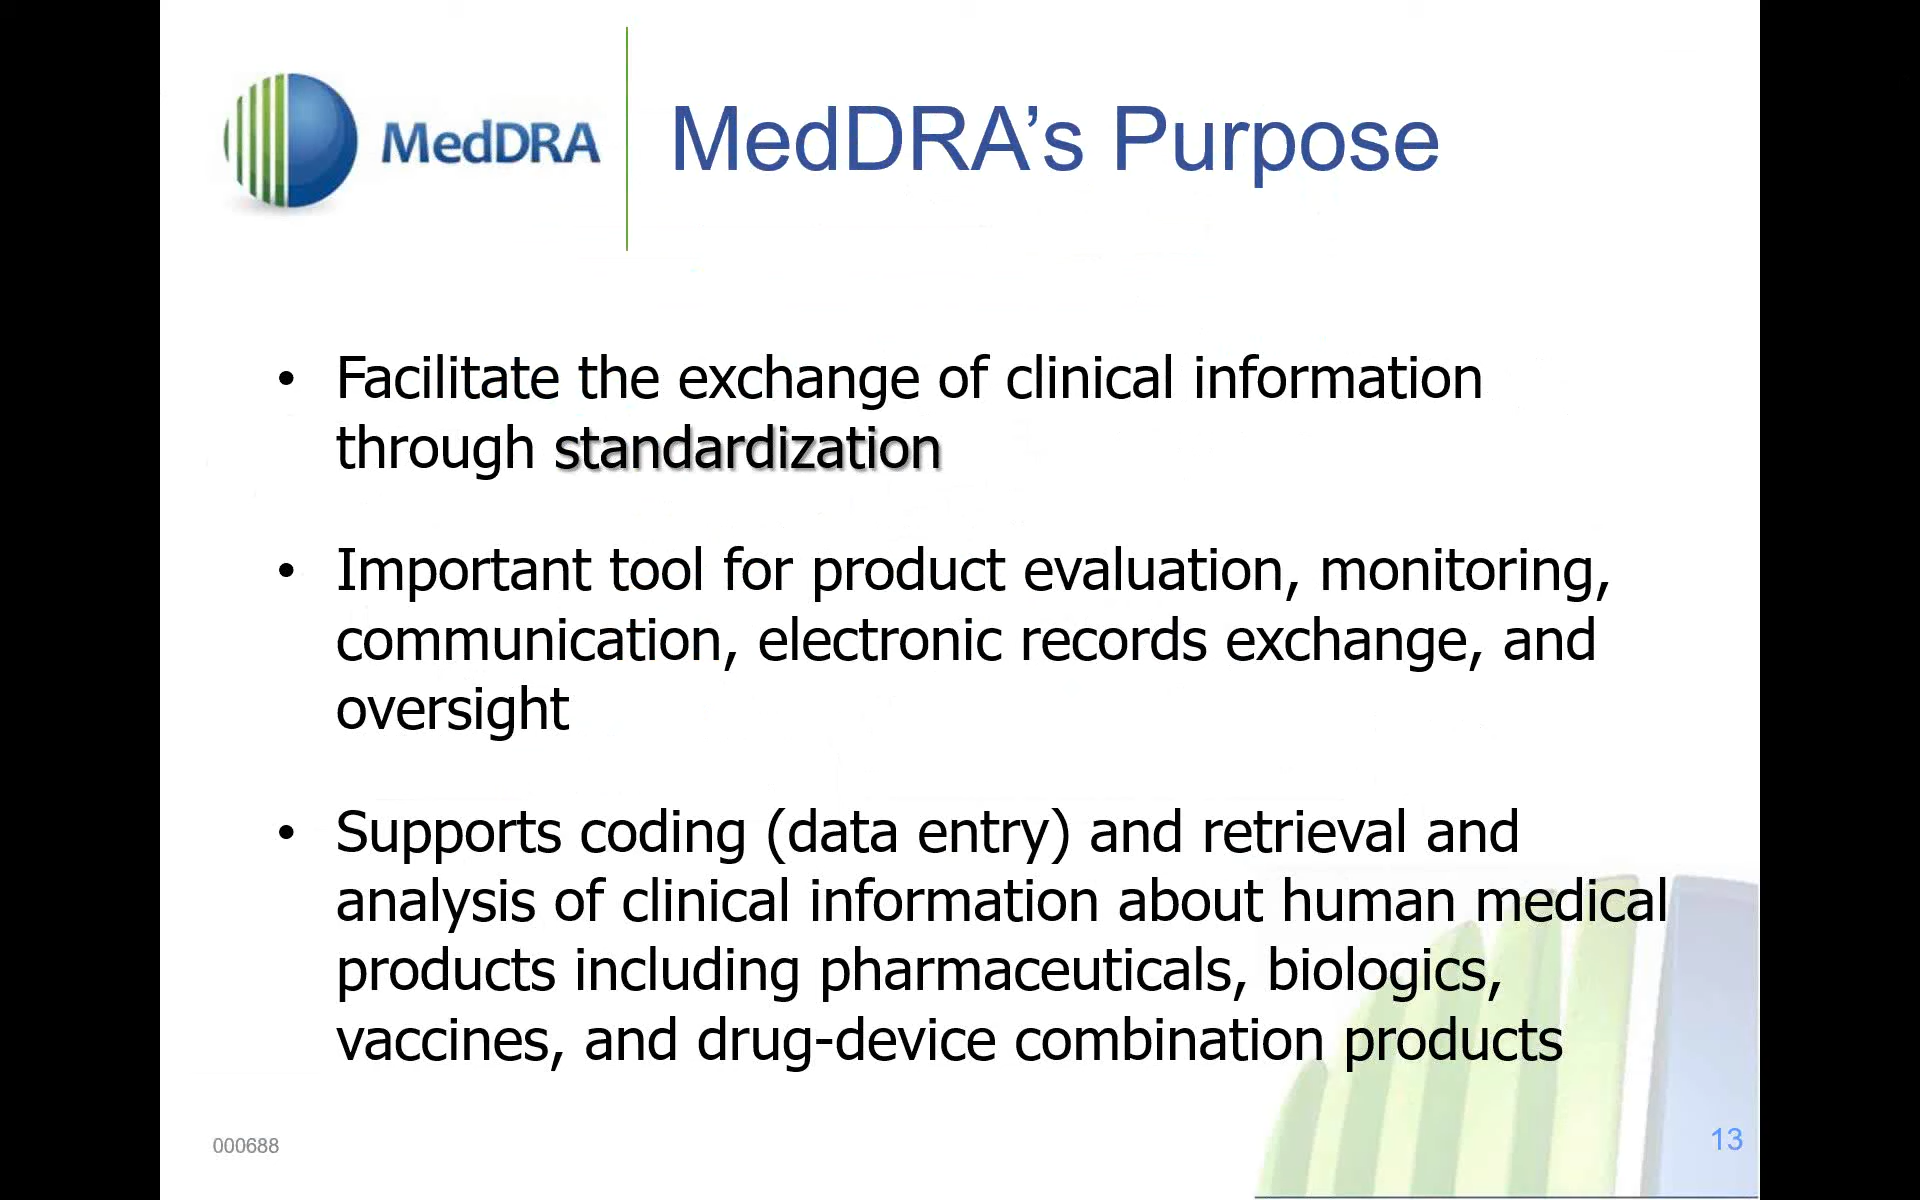 MedDRA
MedDRA’s Purpose
• Facilitate the exchange of clinical information
through standardization
• Important tool for product evaluation, monitoring,
communication, electronic records exchange, and
oversight
• Supports coding (data entry) and retrieval and
analysis of clinical information about human medical
products including pharmaceuticals, biologics,
vaccines, and drug-device combination products
000688
13